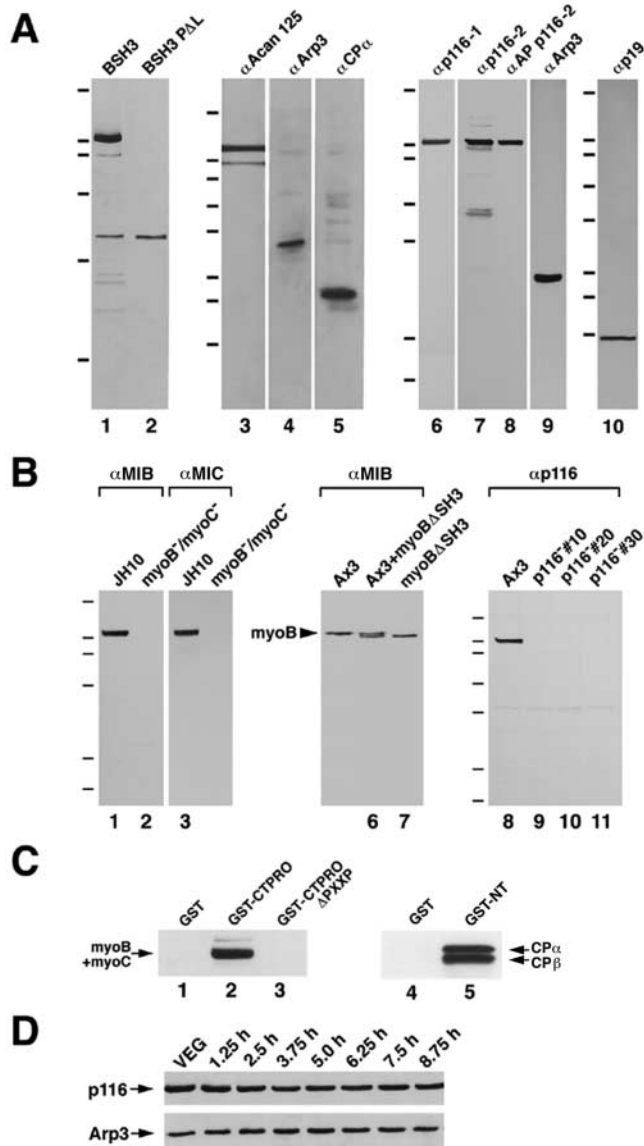 A
BSH3 BSH3 PΔL αAcan 125 αArp3 αCPα αp116-1 αp116-2 αAP p116-2 αArp3 αp19
1 2 3 4 5 6 7 8 9 10
B
αMIB αMIC αMIB αp116
JH10 myoB⁻/myoC⁻ JH10 myoB⁻/myoC⁻ Ax3 Ax3+myoBΔSH3 myoBΔSH3 Ax3 p116⁻#10 p116⁻#20 p116⁻#30
myoB
1 2 3 6 7 8 9 10 11
C
GST GST-CTPRO GST-CTPRO ΔPXXP GST GST-NT
myoB
+myoC
CPα
CPβ
1 2 3 4 5
D
VEG 1.25 h 2.5 h 3.75 h 5.0 h 6.25 h 7.5 h 8.75 h
p116
Arp3